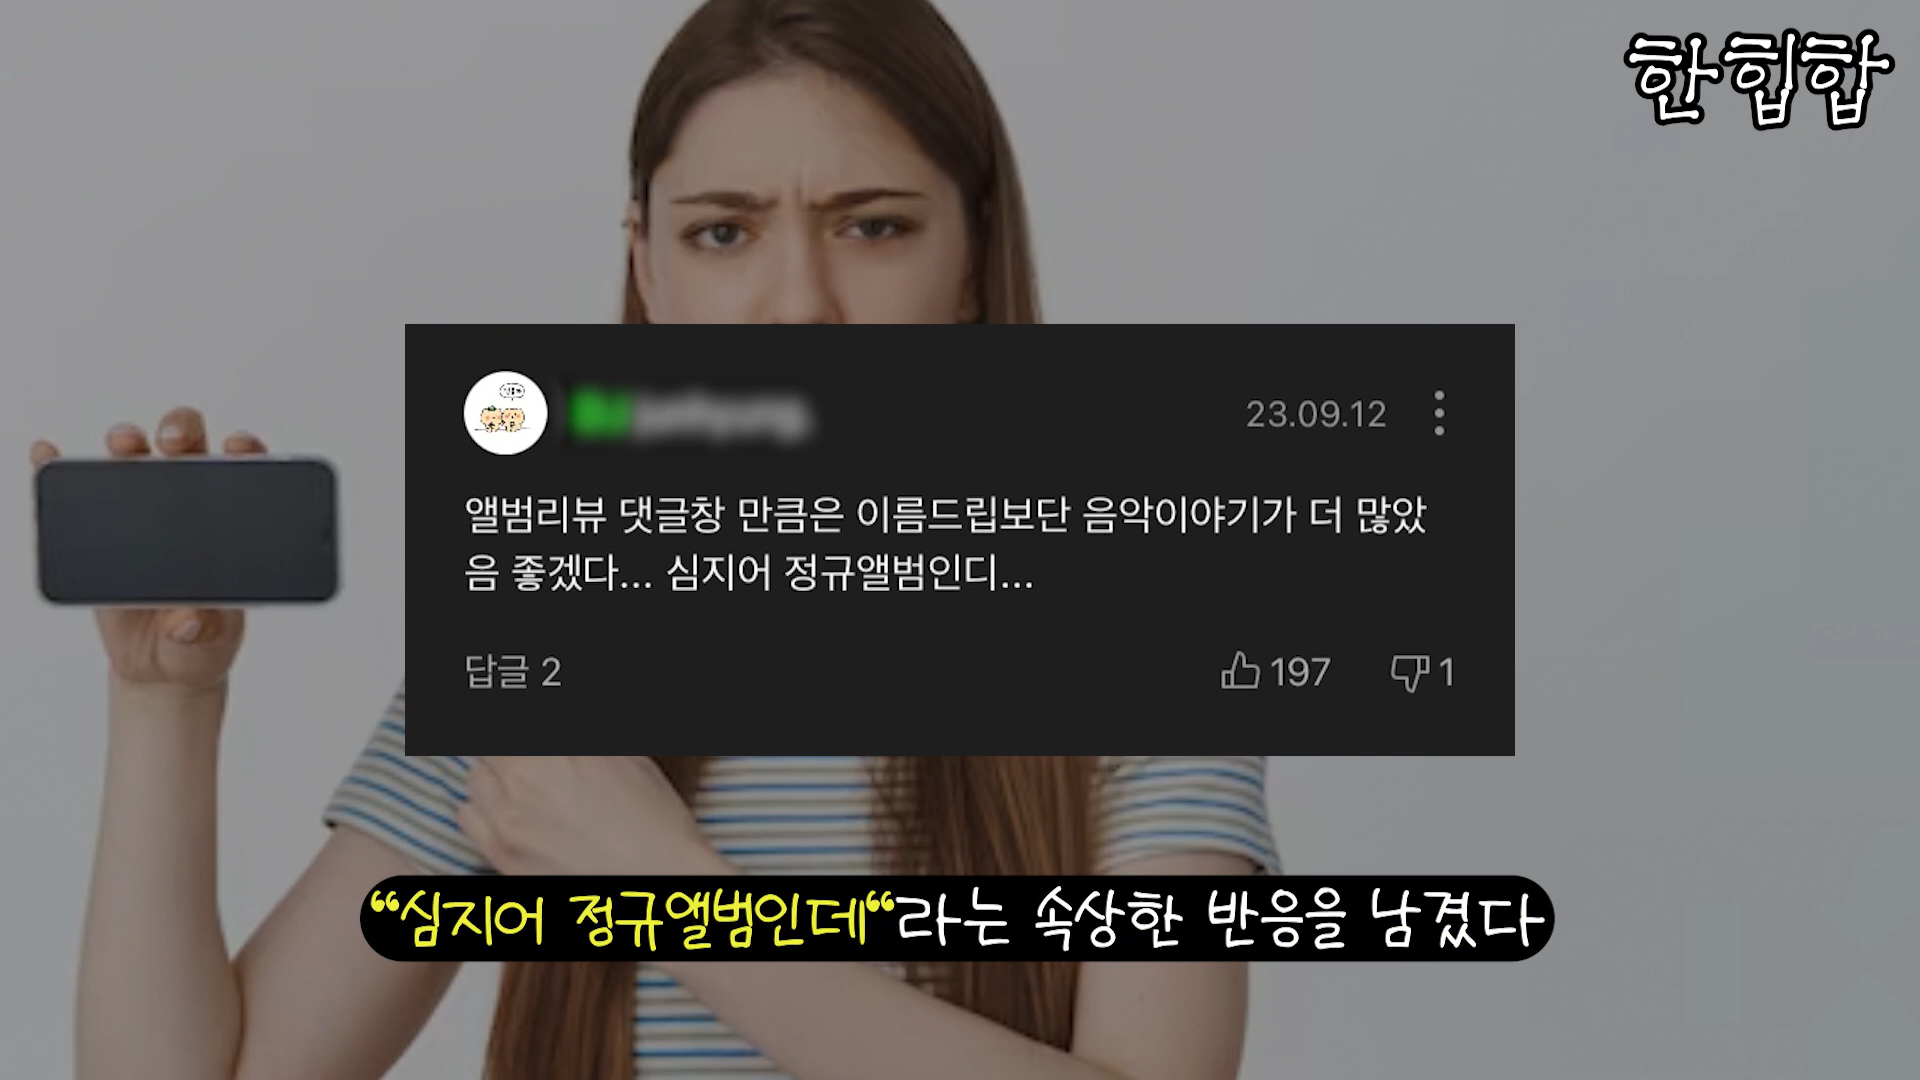 한힙합
23.09.12
앨범리뷰 댓글창 만큼은 이름드립보단 음악이야기가 더 많았
음 좋겠다... 심지어 정규앨범인디...
답글 2
197
1
“심지어 정규앨범인데“라는 속상한 반응을 남겼다